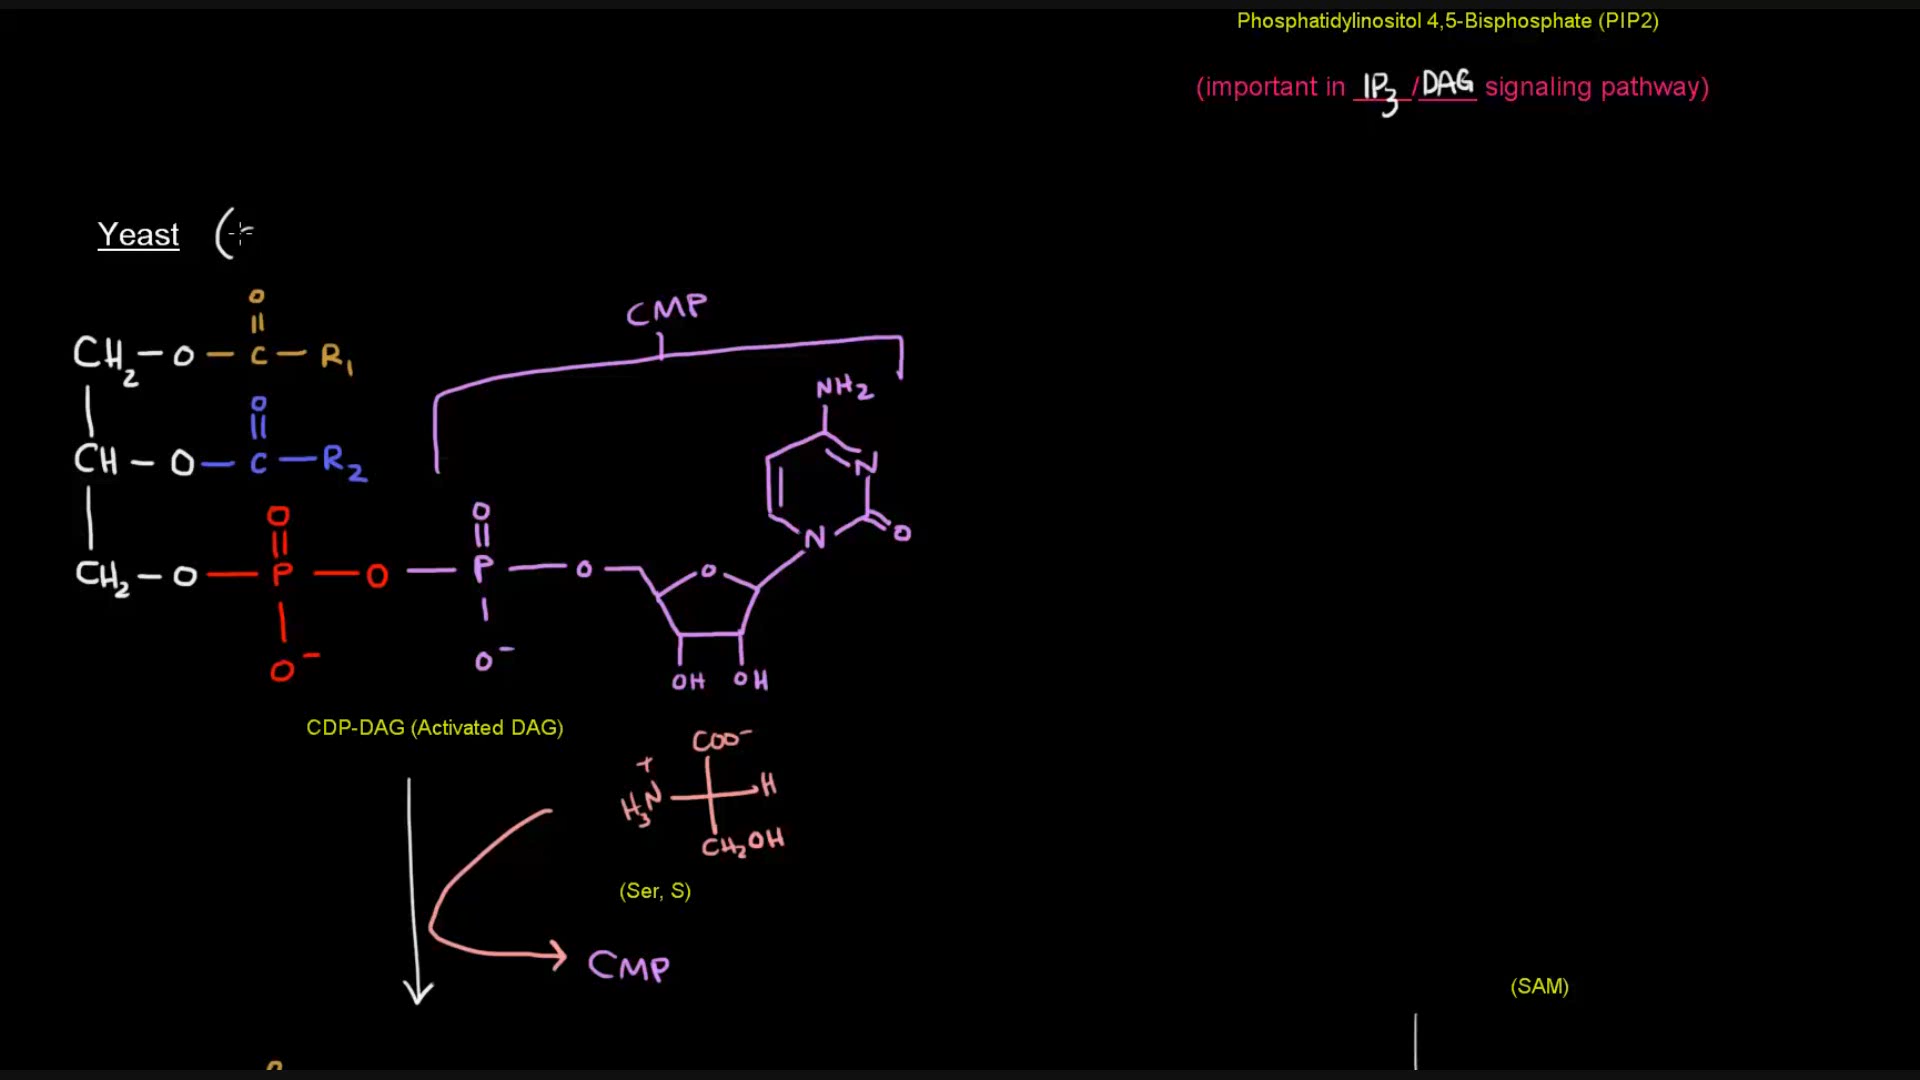 Phosphatidylinositol 4,5-Bisphosphate (PIP2)
(important in IP3/DAG signaling pathway)
Yeast (
O
CH2-O-C-R1
CMP
NH2
O
CH-O-C-R2
N
O
O
N
O
CH2-O-P-O-P-O
O
O-
O-
OH OH
CDP-DAG (Activated DAG)
COO-
+
H3N
H
CH2OH
(Ser, S)
CMP
(SAM)